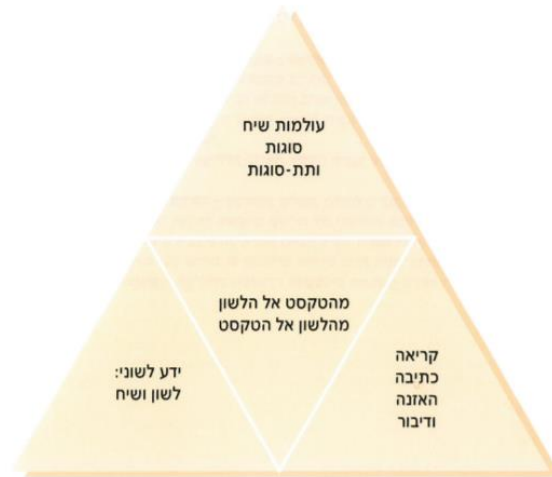 עולמות שיח
סוגות
ותת-סוגות
מהטקסט אל הלשון
מהלשון אל הטקסט
קריאה
כתיבה
האזנה
ודיבור
ידע לשוני:
לשון ושיח